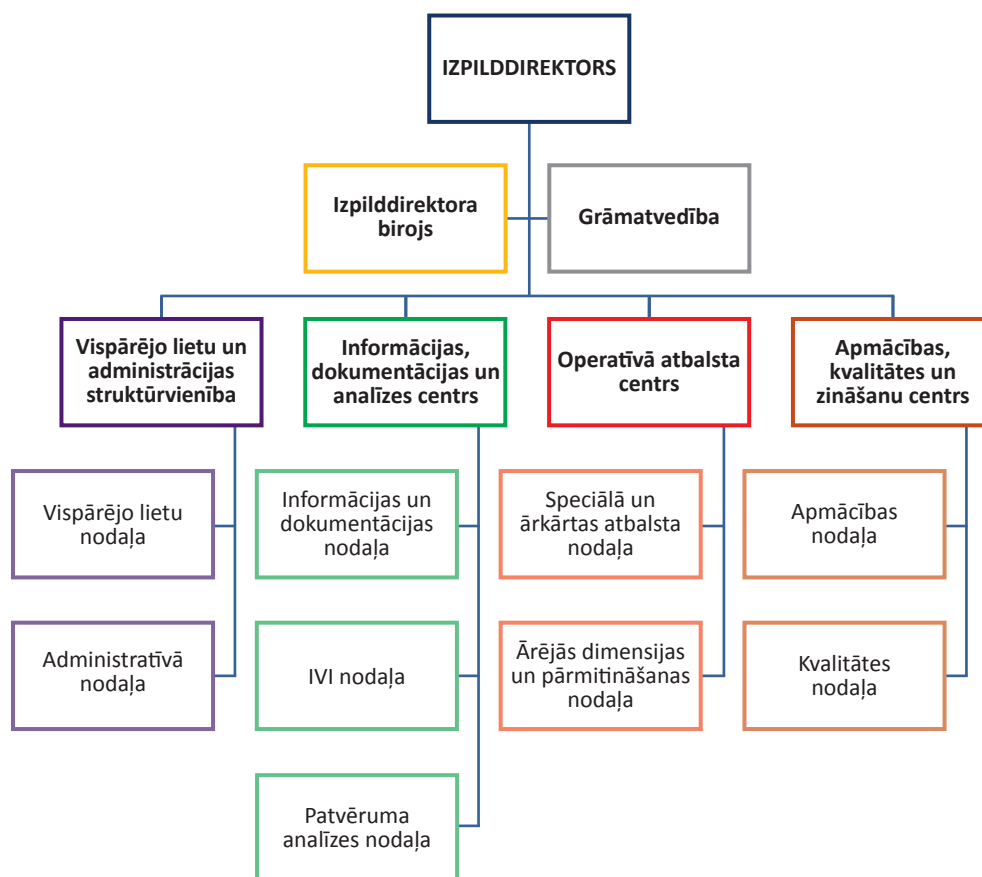 IZPILDDIREKTORS
Izpilddirektora
birojs
Grāmatvedība
Vispārējo lietu un
administrācijas
struktūrvienība
Informācijas,
dokumentācijas un
analīzes centrs
Operatīvā atbalsta
centrs
Apmācības,
kvalitātes un
zināšanu centrs
Vispārējo lietu
nodaļa
Informācijas un
dokumentācijas
nodaļa
Speciālā un
ārkārtas atbalsta
nodaļa
Apmācības
nodaļa
Administratīvā
nodaļa
IVI nodaļa
Ārējās dimensijas
un pārmitināšanas
nodaļa
Kvalitātes
nodaļa
Patvēruma
analīzes nodaļa